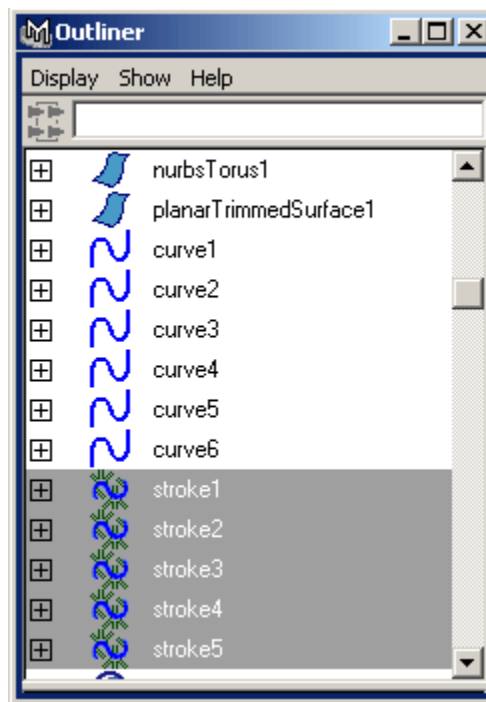 Outliner
Display Show Help
nurbsTorus1
planarTrimmedSurface1
curve1
curve2
curve3
curve4
curve5
curve6
stroke1
stroke2
stroke3
stroke4
stroke5